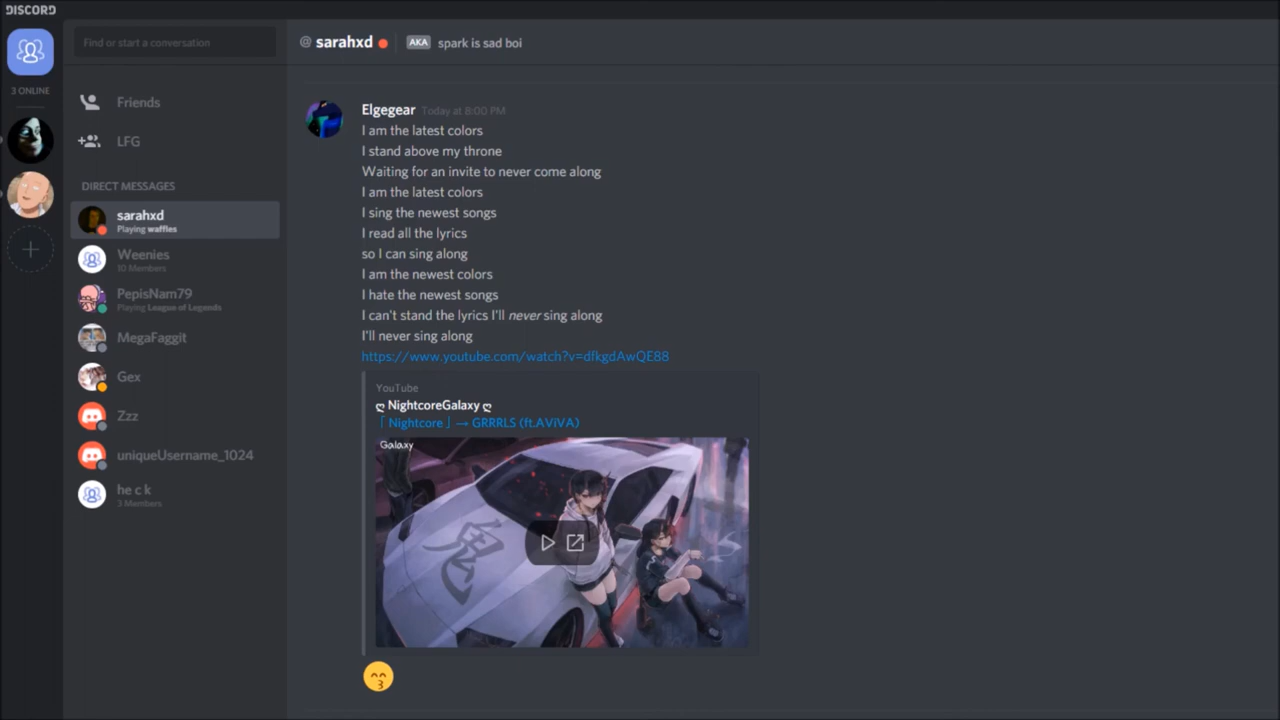 DISCORD
Find or start a conversation
@ sarahxd AKA spark is sad boi
3 ONLINE
Friends
LFG
DIRECT MESSAGES
sarahxd
Playing waffles
Weenies
10 Members
PepisNam79
Playing League of Legends
MegaFaggit
Gex
Zzz
uniqueUsername_1024
he c k
3 Members
Elgegear Today at 8:00 PM
I am the latest colors
I stand above my throne
Waiting for an invite to never come along
I am the latest colors
I sing the newest songs
I read all the lyrics
so I can sing along
I am the newest colors
I hate the newest songs
I can't stand the lyrics I'll never sing along
I'll never sing along
https://www.youtube.com/watch?v=dfkgdAwQE88
YouTube
ღ NightcoreGalaxy ღ
「Nightcore」→ GRRRLS (ft.AViVA)
Galaxy
鬼